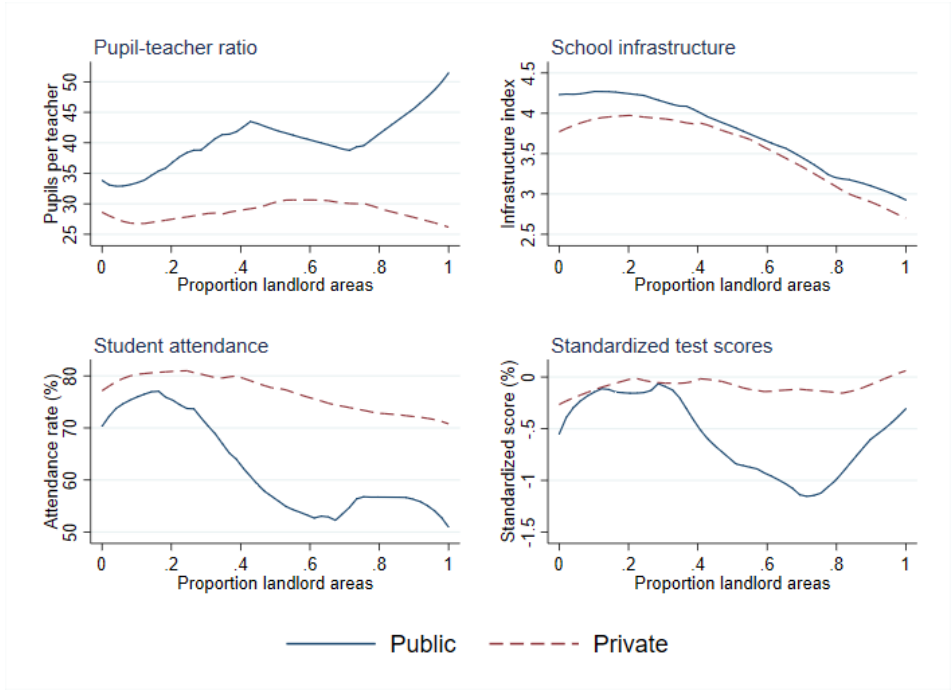 Pupil-teacher ratio
Pupils per teacher
50
45
40
35
30
25
0 .2 .4 .6 .8 1
Proportion landlord areas
School infrastructure
Infrastructure index
4.5
4
3.5
3
2.5
0 .2 .4 .6 .8 1
Proportion landlord areas
Student attendance
Attendance rate (%)
80
70
60
50
0 .2 .4 .6 .8 1
Proportion landlord areas
Standardized test scores
Standardized score (%)
0
-.5
-1
-1.5
0 .2 .4 .6 .8 1
Proportion landlord areas
Public Private